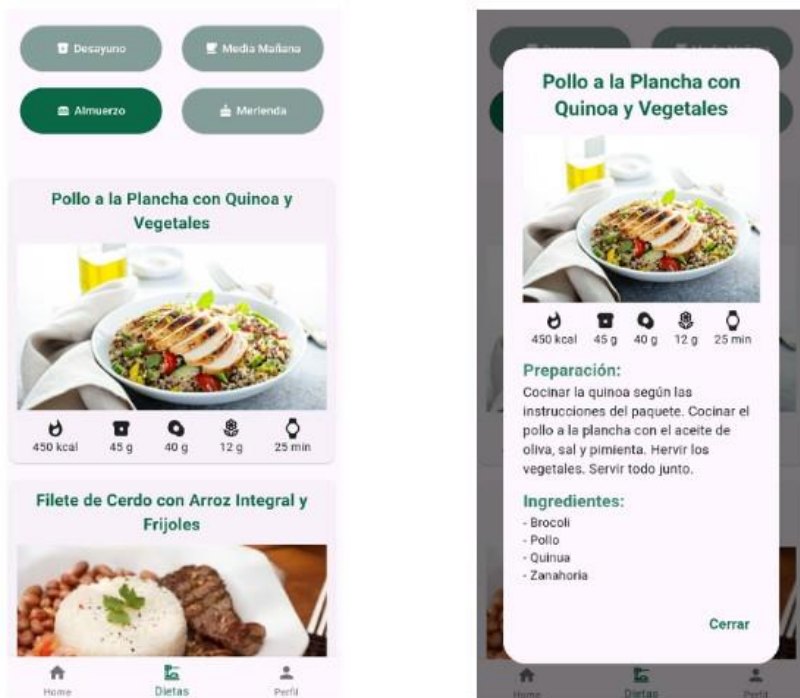 Desayuno
Media Mañana
Almuerzo
Merienda
Pollo a la Plancha con Quinoa y
Vegetales
450 kcal
45 g
40 g
12 g
25 min
Filete de Cerdo con Arroz Integral y
Frijoles
Home
Dietas
Perfil
Pollo a la Plancha con
Quinoa y Vegetales
450 kcal
45 g
40 g
12 g
25 min
Preparación:
Cocinar la quinoa según las
instrucciones del paquete. Cocinar el
pollo a la plancha con el aceite de
oliva, sal y pimienta. Hervir los
vegetales. Servir todo junto.
Ingredientes:
- Brocoli
- Pollo
- Quinua
- Zanahoria
Cerrar
Home
Dietas
Perfil